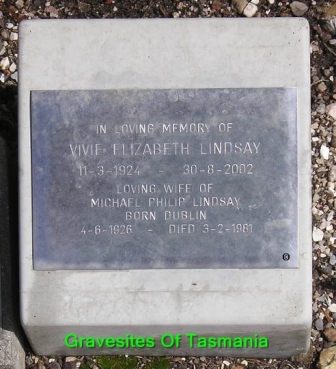 IN LOVING MEMORY OF
VIVIE ELIZABETH LINDSAY
11-3-1924 - 30-8-2002
LOVING WIFE OF
MICHAEL PHILIP LINDSAY
BORN DUBLIN
4-6-1926 - DIED 3-2-1981
Gravesites Of Tasmania